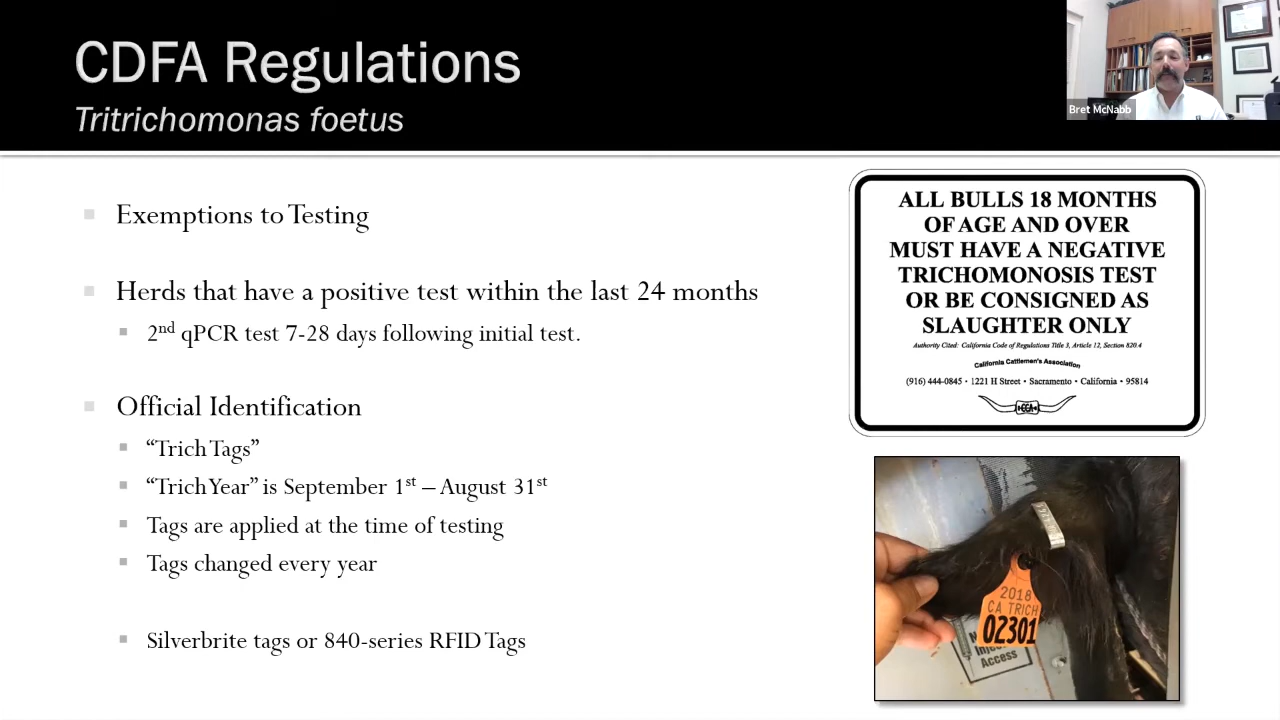 CDFA Regulations
Tritrichomonas foetus
Bret McNabb
Exemptions to Testing
Herds that have a positive test within the last 24 months
2nd qPCR test 7-28 days following initial test.
Official Identification
“Trich Tags”
“Trich Year” is September 1st – August 31st
Tags are applied at the time of testing
Tags changed every year
Silverbrite tags or 840-series RFID Tags
ALL BULLS 18 MONTHS
OF AGE AND OVER
MUST HAVE A NEGATIVE
TRICHOMONOSIS TEST
OR BE CONSIGNED AS
SLAUGHTER ONLY
Authority Cited: California Code of Regulations Title 3, Article 12, Section 820.4
California Cattlemen's Association
(916) 444-0845 • 1221 H Street • Sacramento • California • 95814
CCA
2018
CA TRICH
02301
Access